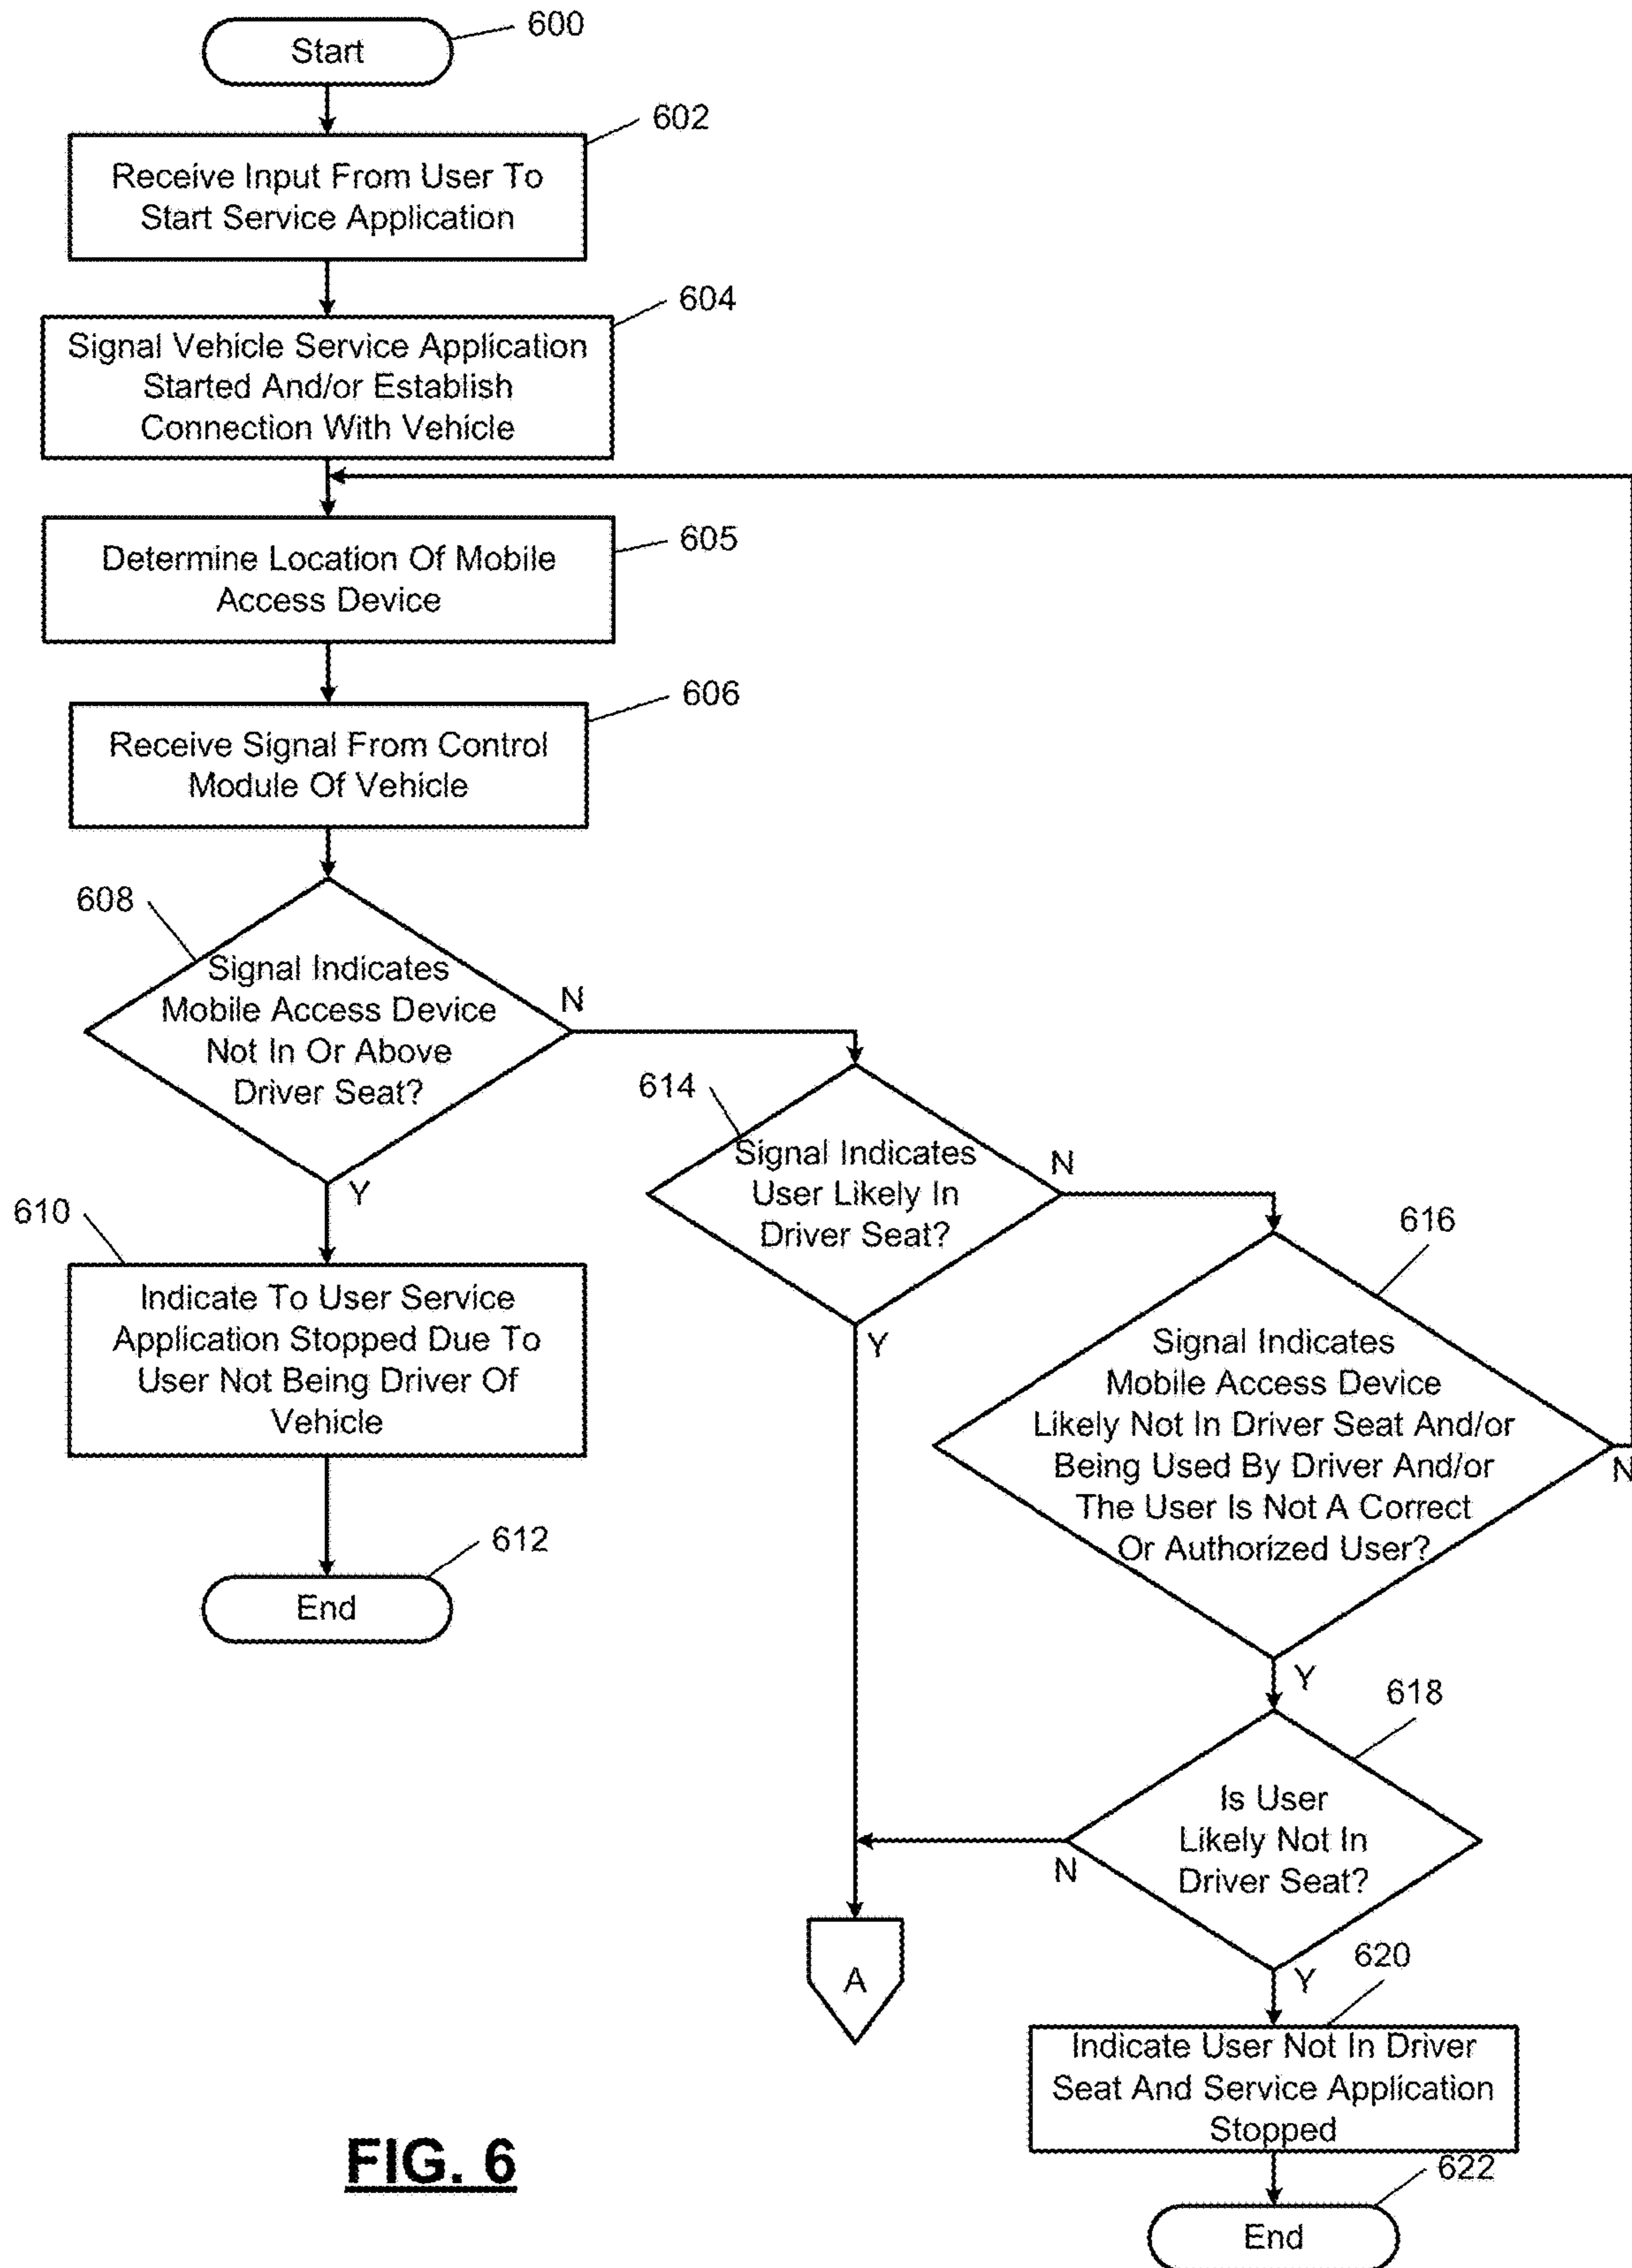 Start
600
602
Receive Input From User To
Start Service Application
604
Signal Vehicle Service Application
Started And/or Establish
Connection With Vehicle
605
Determine Location Of Mobile
Access Device
606
Receive Signal From Control
Module Of Vehicle
608
Signal Indicates
Mobile Access Device
Not In Or Above
Driver Seat?
N
Y
610
Indicate To User Service
Application Stopped Due To
User Not Being Driver Of
Vehicle
612
End
614
Signal Indicates
User Likely In
Driver Seat?
N
Y
616
Signal Indicates
Mobile Access Device
Likely Not In Driver Seat And/or
Being Used By Driver And/or
The User Is Not A Correct
Or Authorized User?
N
Y
618
Is User
Likely Not In
Driver Seat?
N
Y
A
620
Indicate User Not In Driver
Seat And Service Application
Stopped
622
End
FIG. 6